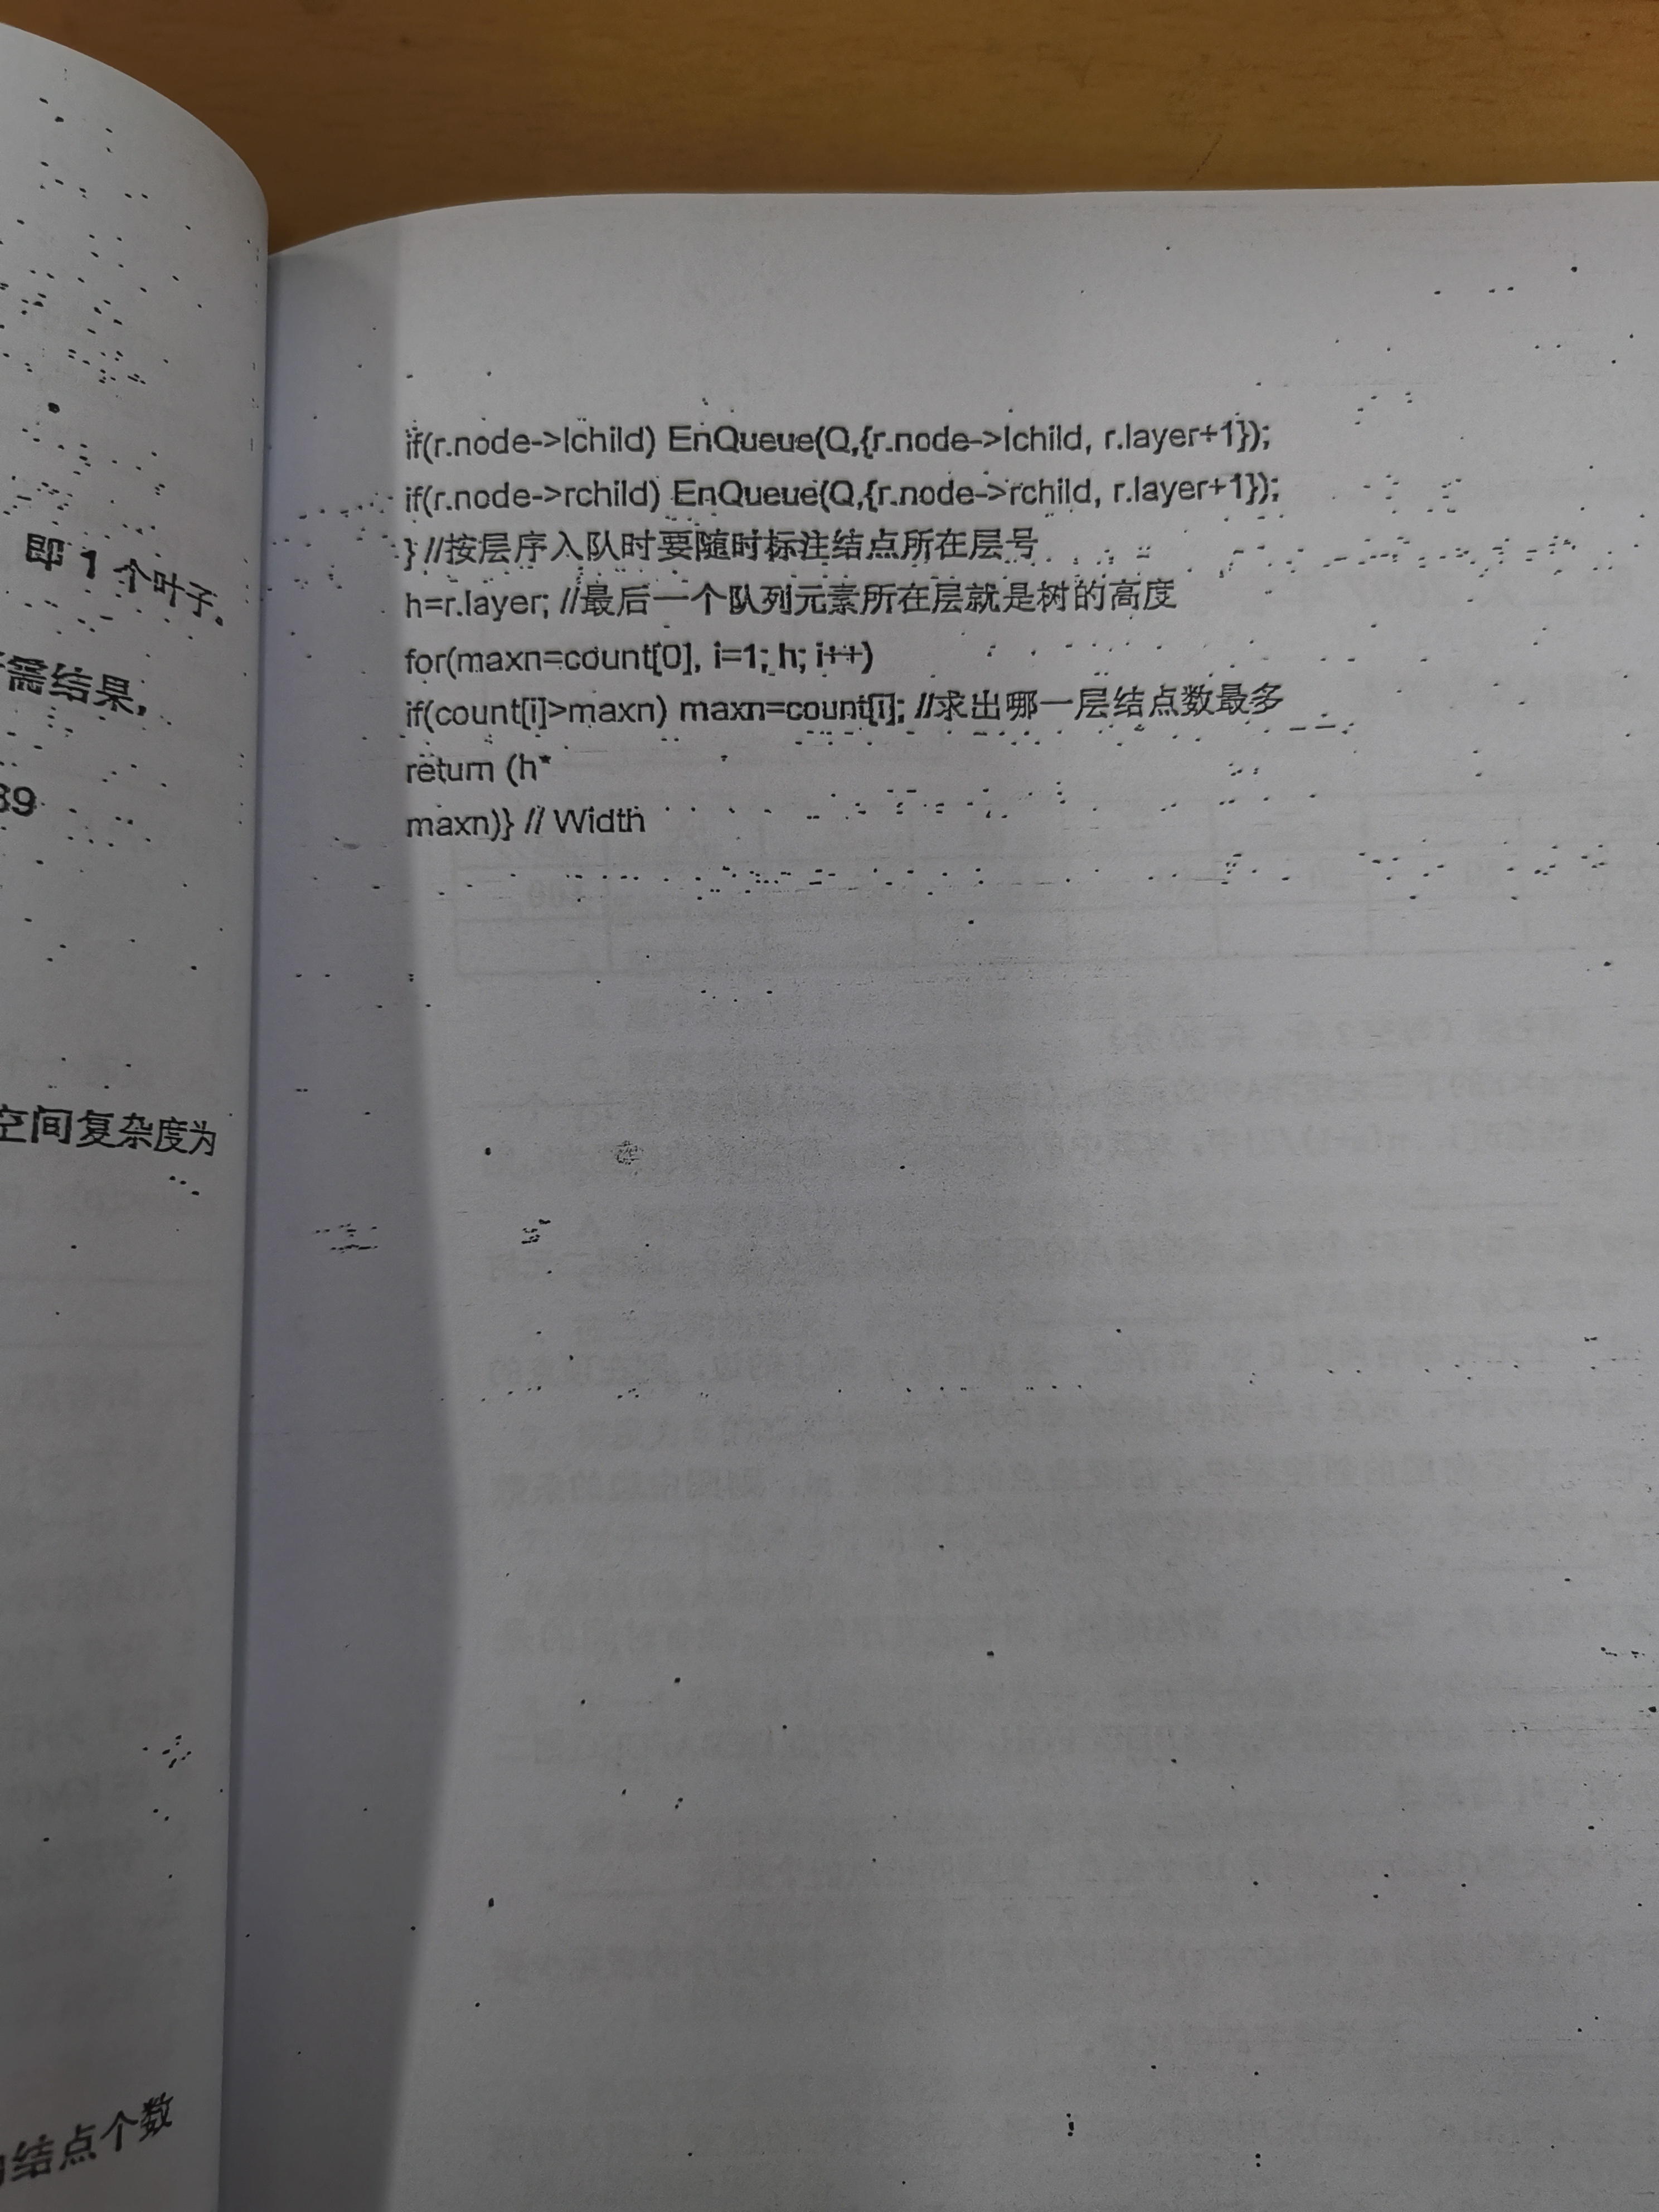 即 1 个叶子。
需结果,
39
空间复杂度为
结点个数
if(r.node->lchild) EnQueue(Q,{r.node->lchild, r.layer+1});
if(r.node->rchild) EnQueue(Q,{r.node->rchild, r.layer+1});
} //按层序入队时要随时标注结点所在层号
h=r.layer; //最后一个队列元素所在层就是树的高度
for(maxn=count[0], i=1; h; i++)
if(count[i]>maxn) maxn=count[i]; //求出哪一层结点数最多
return (h*
maxn)} // Width